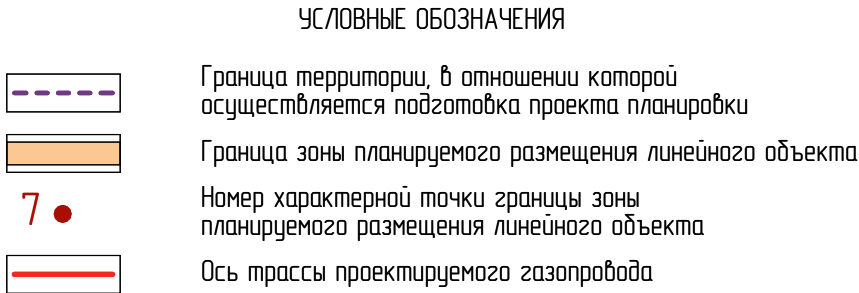 УСЛОВНЫЕ ОБОЗНАЧЕНИЯ
Граница территории, в отношении которой
осуществляется подготовка проекта планировки
Граница зоны планируемого размещения линейного объекта
7
Номер характерной точки границы зоны
планируемого размещения линейного объекта
Ось трассы проектируемого газопровода